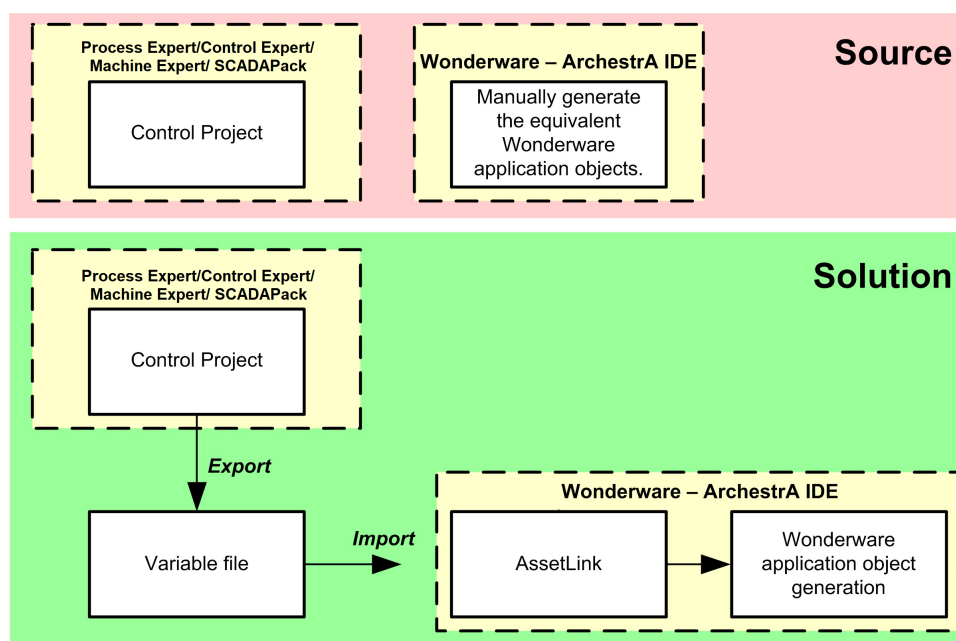 Source
Process Expert/Control Expert/
Machine Expert/ SCADAPack
Control Project
Wonderware – ArchestrA IDE
Manually generate
the equivalent
Wonderware
application objects.
Solution
Process Expert/Control Expert/
Machine Expert/ SCADAPack
Control Project
Export
Variable file
Import
Wonderware – ArchestrA IDE
AssetLink
Wonderware
application object
generation